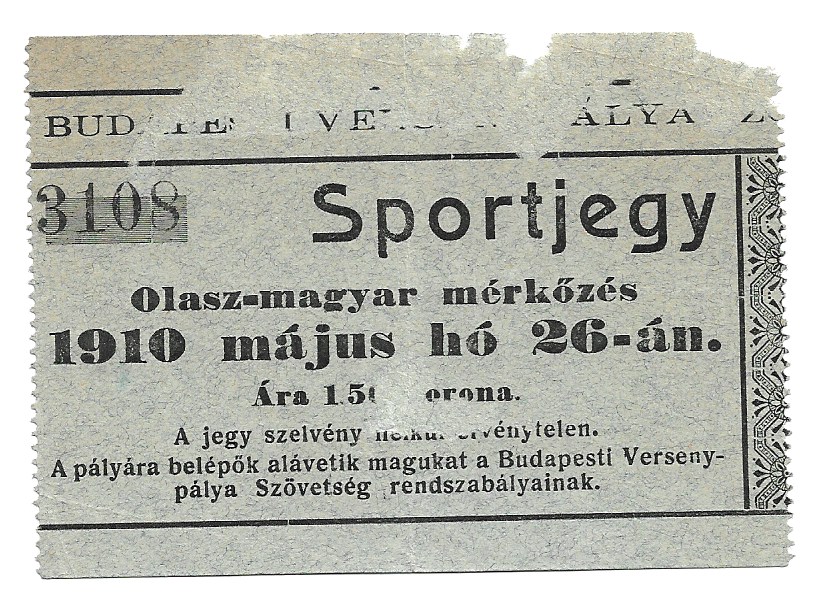 3108
Sportjegy
Olasz-magyar mérkőzés
1910 május hó 26-án.
Ára
A jegy szelvény
A pályára belépők alávetik magukat a Budapesti Verseny-
pálya Szövetség rendszabályainak.